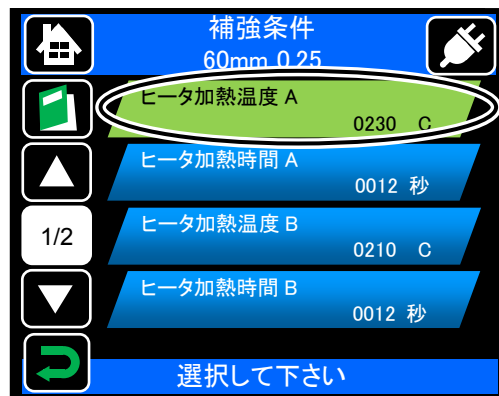 補強条件
60mm 0.25
ヒータ加熱温度 A
0230 C
ヒータ加熱時間 A
0012 秒
1/2
ヒータ加熱温度 B
0210 C
ヒータ加熱時間 B
0012 秒
選択して下さい